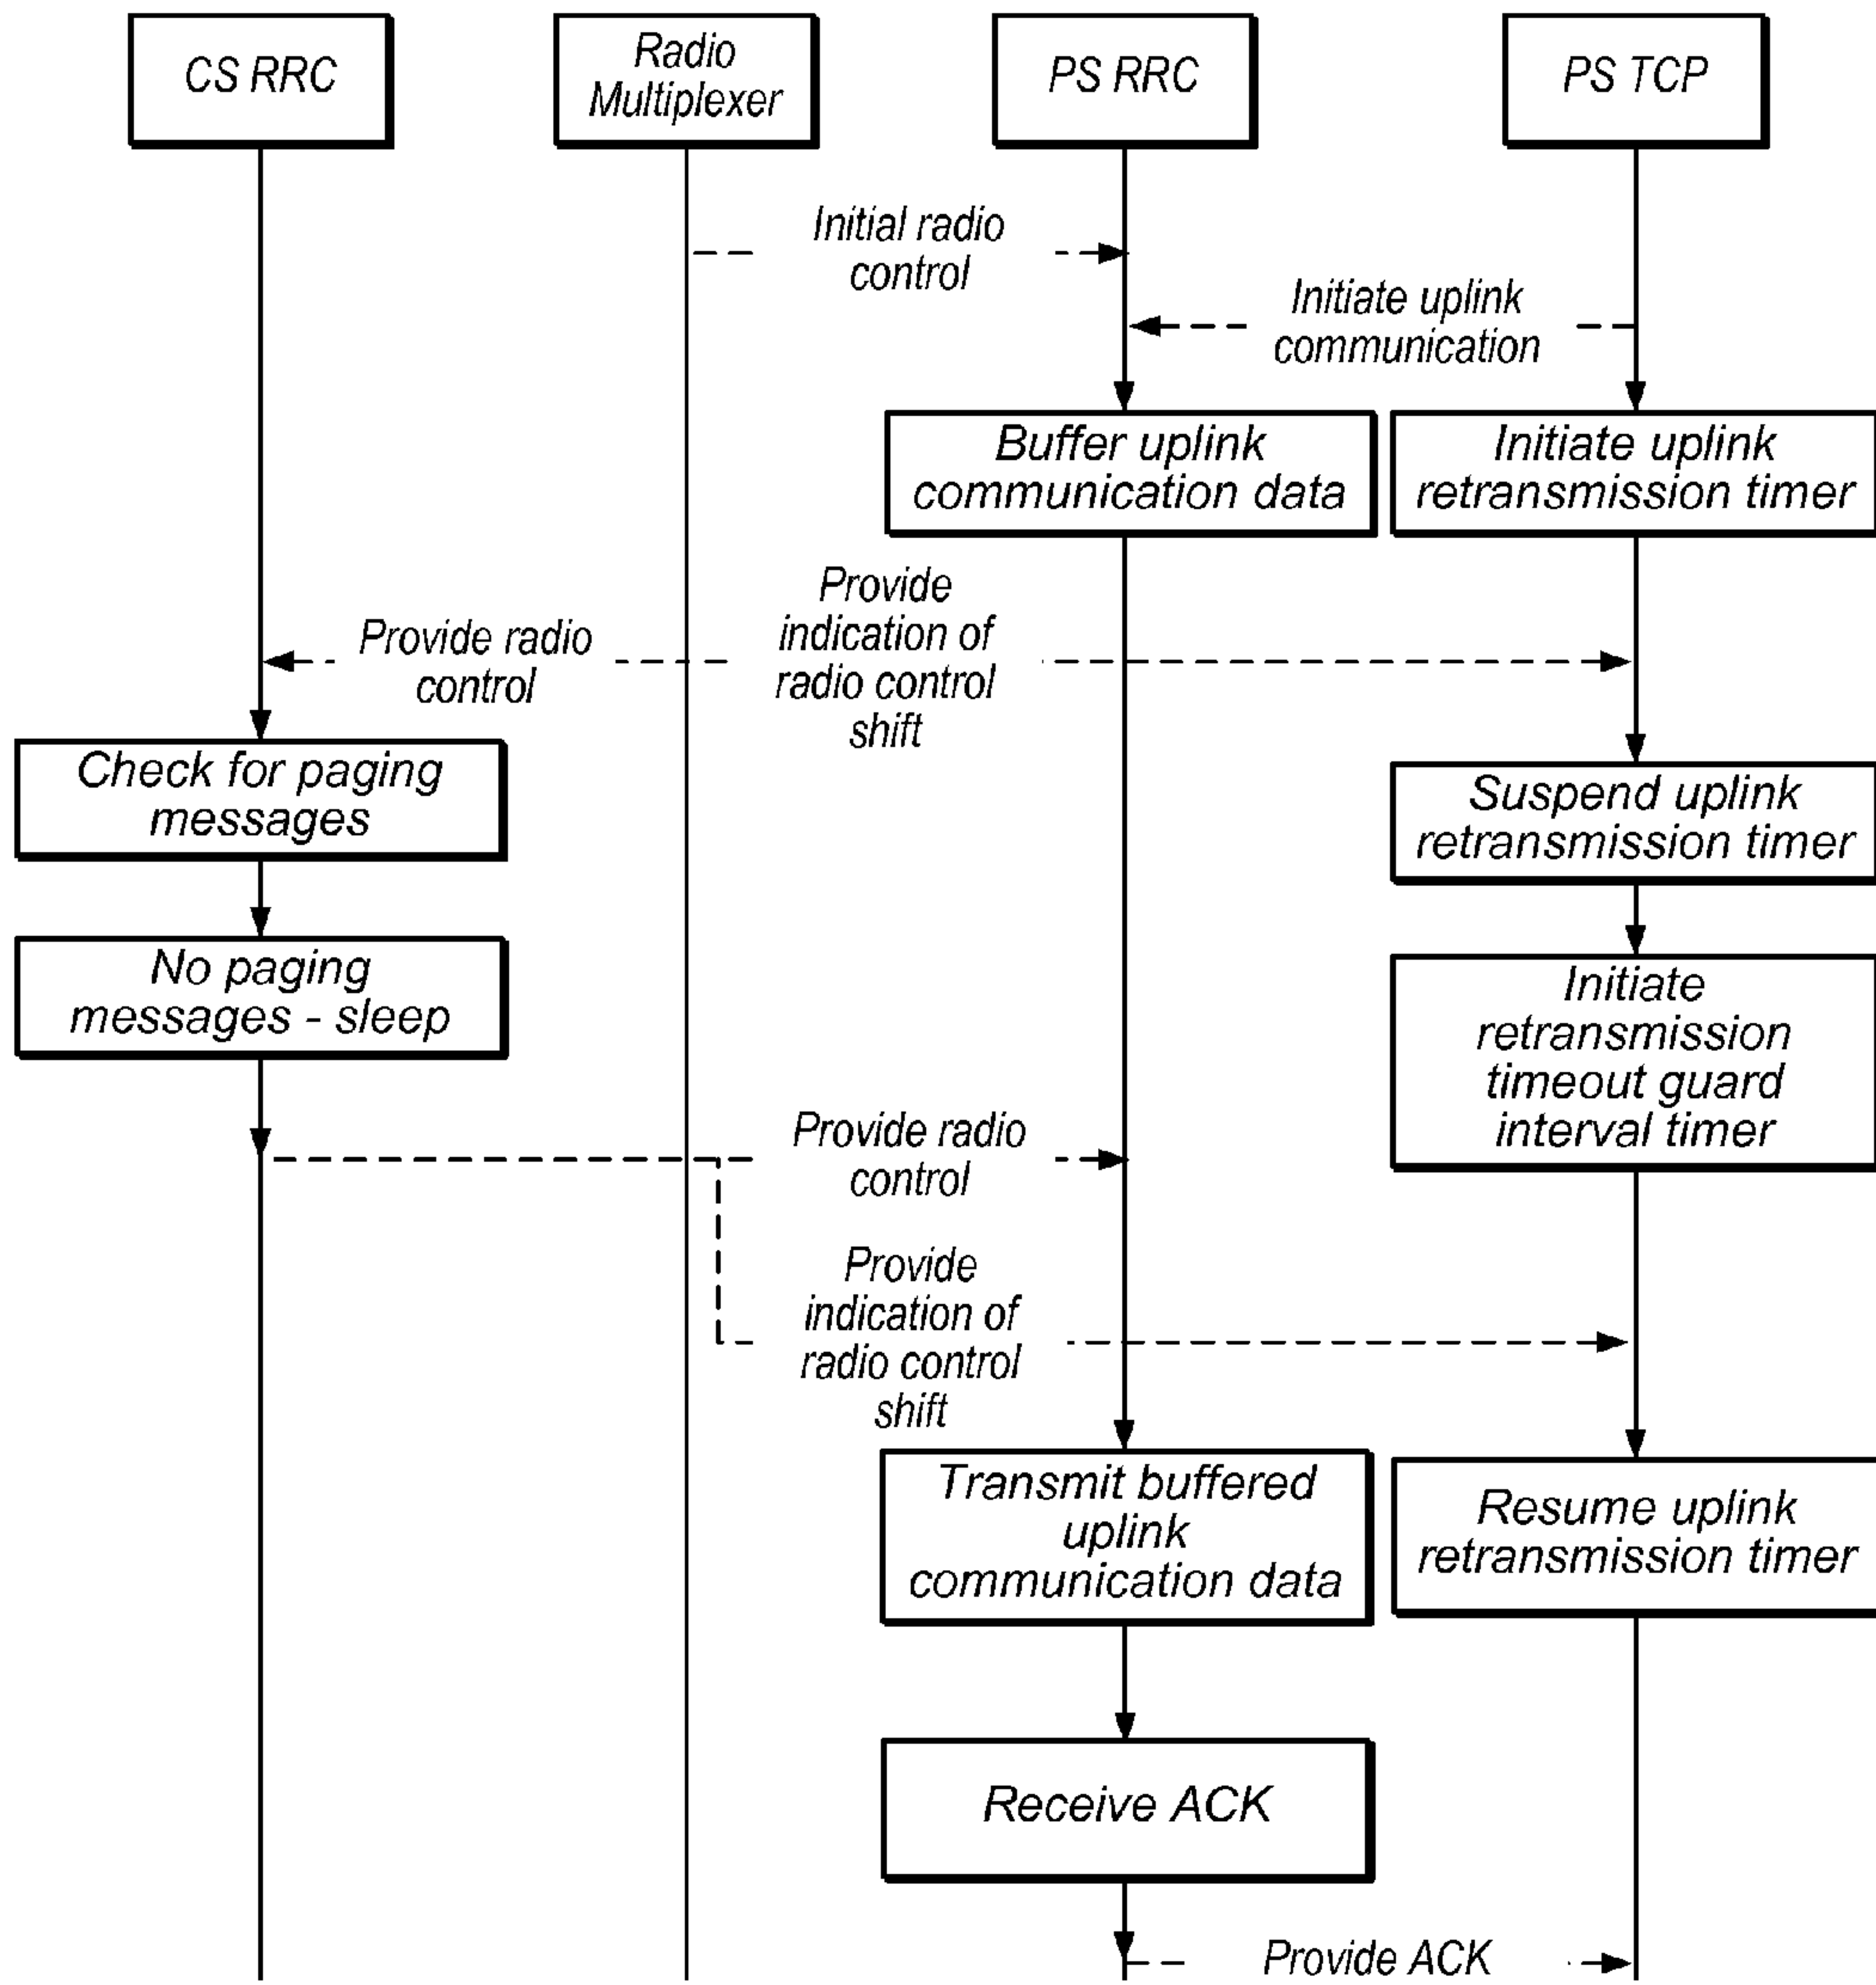 CS RRC
Radio
Multiplexer
PS RRC
PS TCP
Initial radio
control
Initiate uplink
communication
Buffer uplink
communication data
Initiate uplink
retransmission timer
Provide radio
control
Provide
indication of
radio control
shift
Check for paging
messages
Suspend uplink
retransmission timer
No paging
messages - sleep
Initiate
retransmission
timeout guard
interval timer
Provide radio
control
Provide
indication of
radio control
shift
Transmit buffered
uplink
communication data
Resume uplink
retransmission timer
Receive ACK
Provide ACK